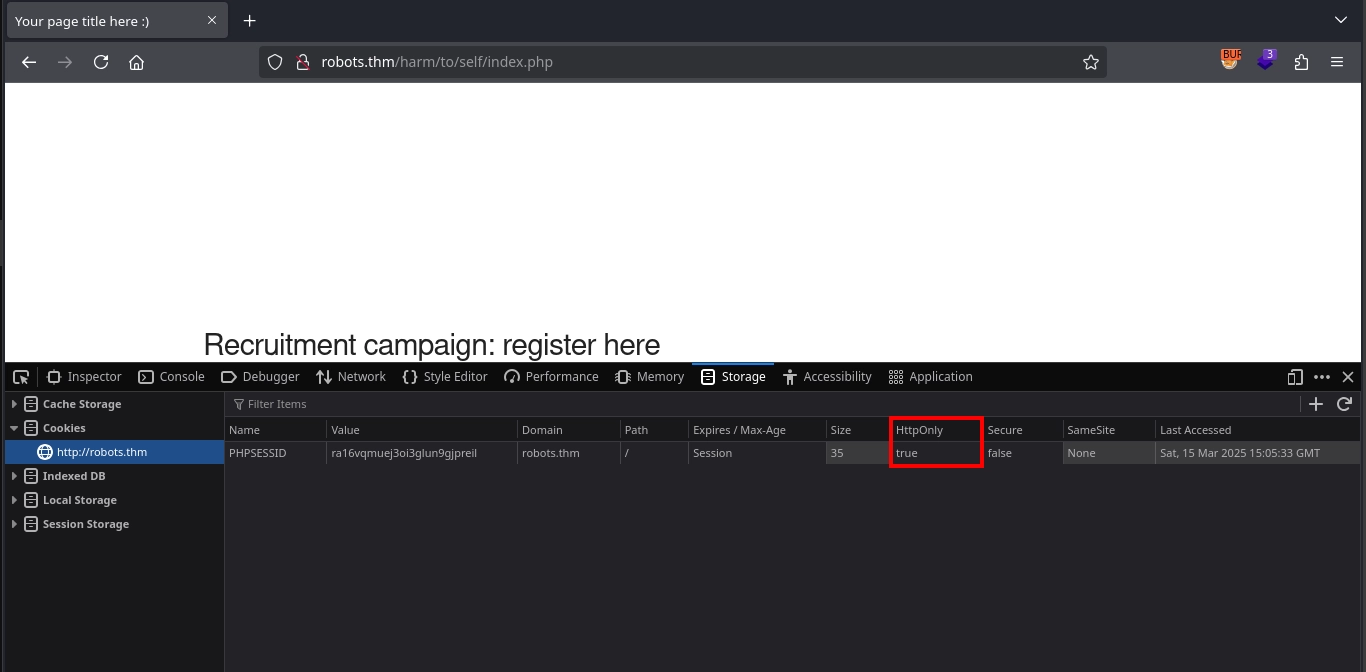 Your page title here :)
robots.thm/harm/to/self/index.php
BUR
3
Recruitment campaign: register here
Inspector Console Debugger Network Style Editor Performance Memory Storage Accessibility Application
Cache Storage
Cookies
http://robots.thm
Indexed DB
Local Storage
Session Storage
Filter Items
Name Value Domain Path Expires / Max-Age Size HttpOnly Secure SameSite Last Accessed
PHPSESSID ra16vqmuej3oi3glun9gjpreil robots.thm / Session 35 true false None Sat, 15 Mar 2025 15:05:33 GMT